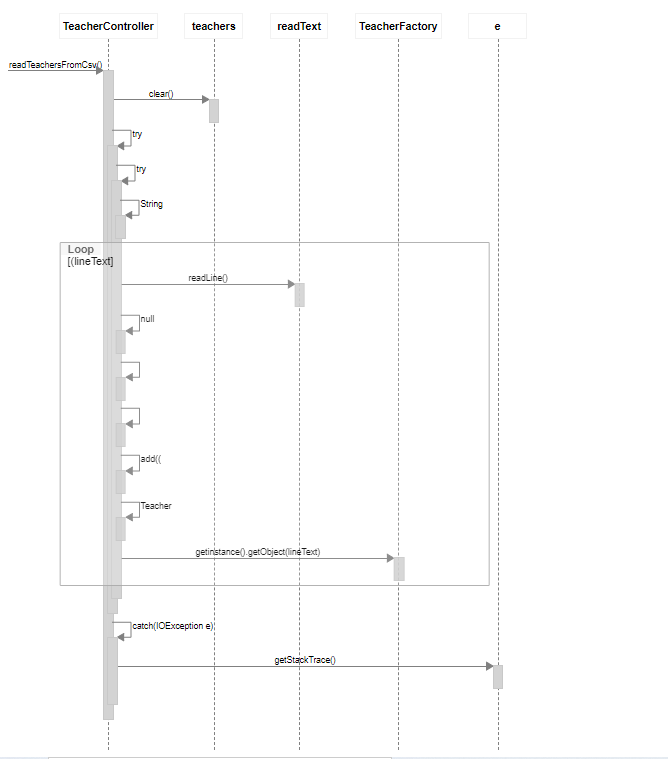 TeacherController teachers readText TeacherFactory e
readTeachersFromCsv()
clear()
try
try
String
Loop
[(lineText]
readLine()
null
add((
Teacher
getinstance().getObject(lineText)
catch(IOException e);
getStackTrace()